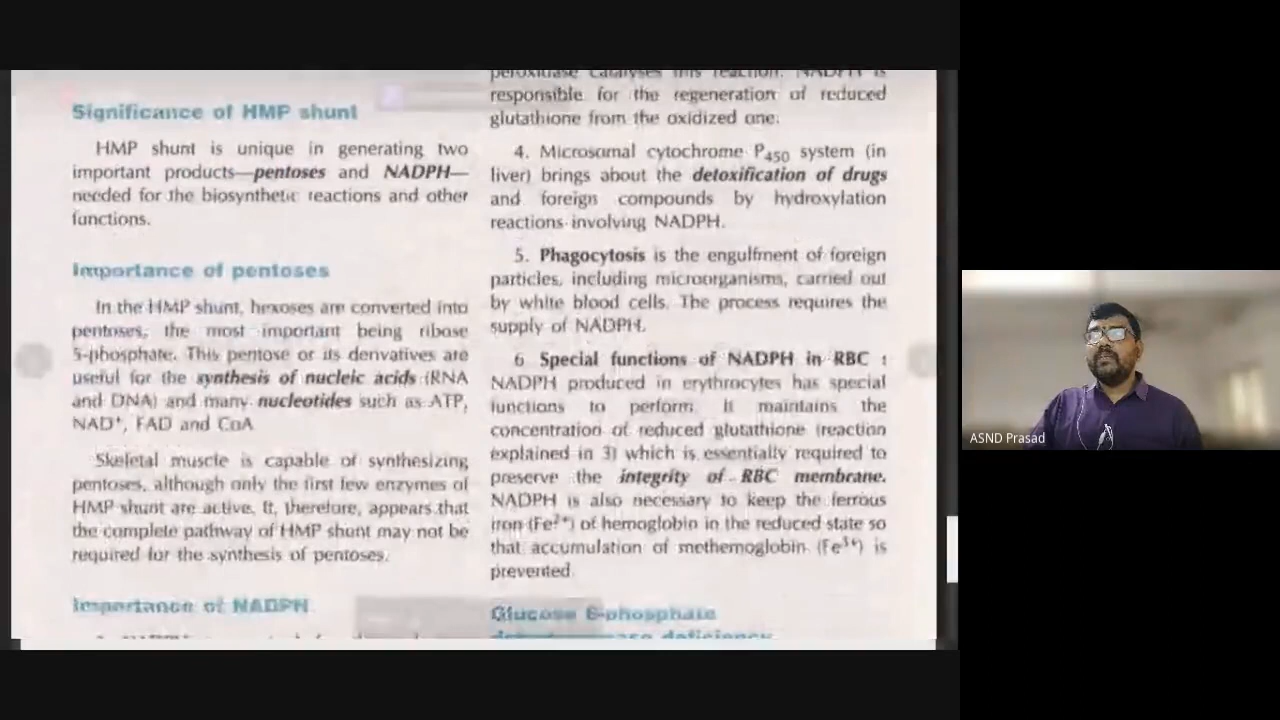 Significance of HMP shunt
HMP shunt is unique in generating two
important products—pentoses and NADPH—
needed for the biosynthetic reactions and other
functions.
Importance of pentoses
In the HMP shunt, hexoses are converted into
pentoses, the most important being ribose
5-phosphate. This pentose or its derivatives are
useful for the synthesis of nucleic acids (RNA
and DNA) and many nucleotides such as ATP,
NAD⁺, FAD and CoA
Skeletal muscle is capable of synthesizing
pentoses, although only the first few enzymes of
HMP shunt are active. It, therefore, appears that
the complete pathway of HMP shunt may not be
required for the synthesis of pentoses.
Importance of NADPH
peroxidase catalyses this reaction. NADPH is
responsible for the regeneration of reduced
glutathione from the oxidized one.
4. Microsomal cytochrome P₄₅₀ system (in
liver) brings about the detoxification of drugs
and foreign compounds by hydroxylation
reactions involving NADPH.
5. Phagocytosis is the engulfment of foreign
particles, including microorganisms, carried out
by white blood cells. The process requires the
supply of NADPH.
6 Special functions of NADPH in RBC :
NADPH produced in erythrocytes has special
functions to perform. It maintains the
concentration of reduced glutathione (reaction
explained in 3) which is essentially required to
preserve the integrity of RBC membrane.
NADPH is also necessary to keep the ferrous
iron (Fe²⁺) of hemoglobin in the reduced state so
that accumulation of methemoglobin (Fe³⁺) is
prevented.
Glucose 6-phosphate
deficiency
ASND Prasad